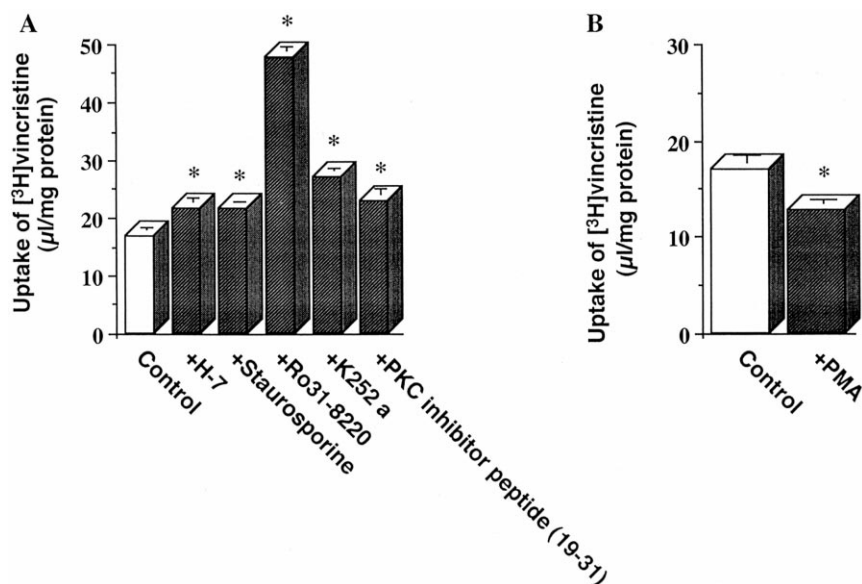 A
Uptake of [³H]vincristine
(µl/mg protein)
50
40
30
20
10
0
*
*
*
*
*
Control
+H-7
+Staurosporine
+Ro31-8220
+K252 a
+PKC inhibitor peptide (19-31)
B
Uptake of [³H]vincristine
(µl/mg protein)
30
20
10
0
*
Control
+PMA